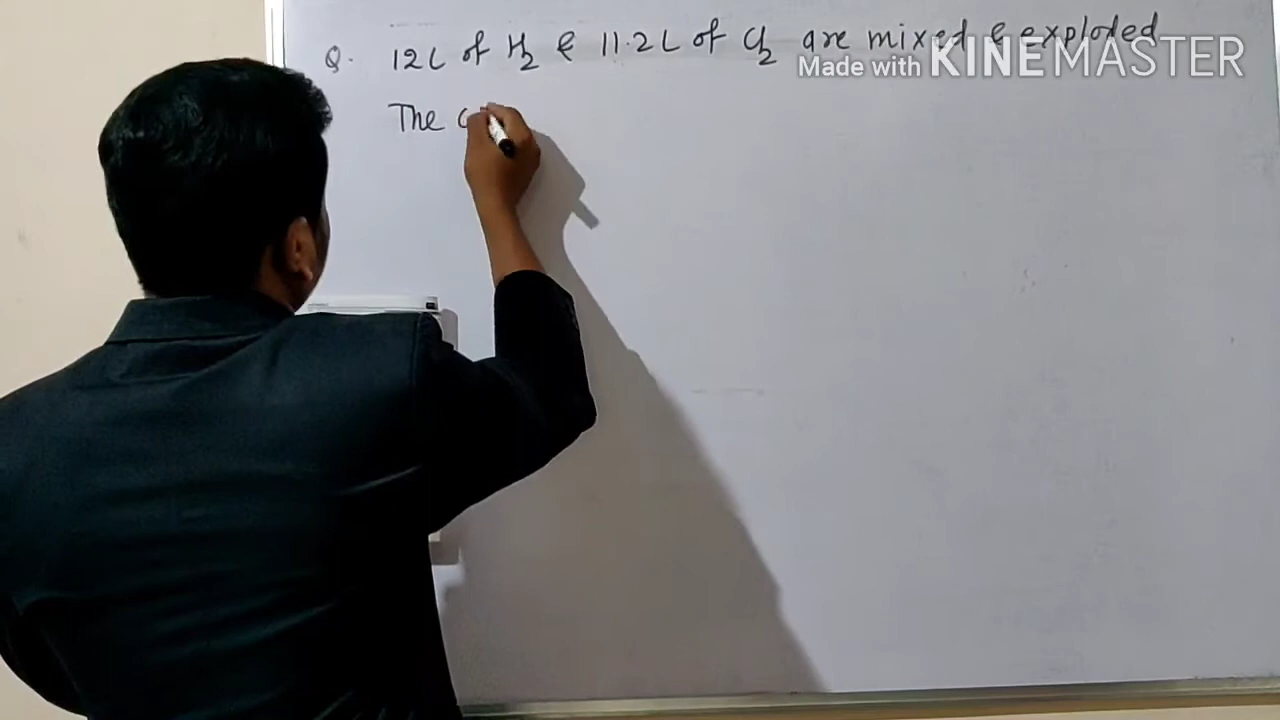 Q. 12L of H₂ & 11.2L of Cl₂ are mixed & exploded
Made with KINEMASTER
The